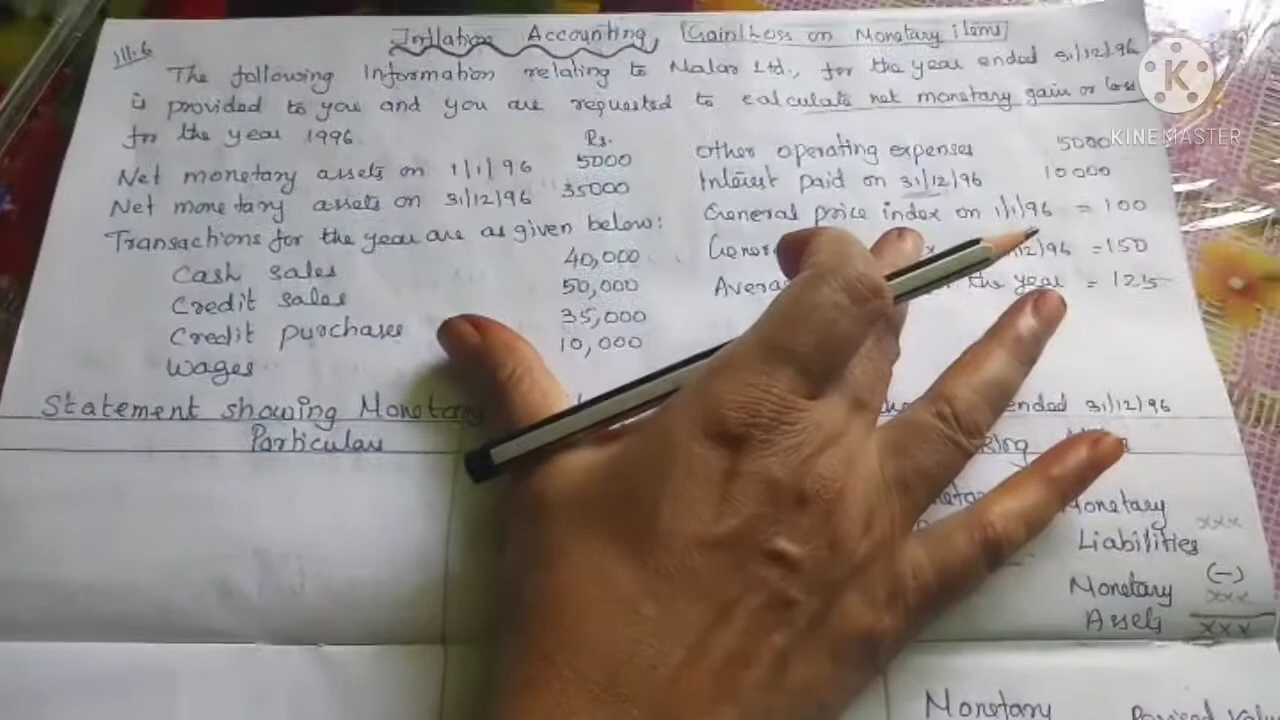 Ill.6
Inflation Accounting, Gain/Loss on Monetary items
The following Information relating to Malar Ltd., for the year ended 31/12/96
is provided to you and you are requested to calculate net monetary gain or loss
for the year 1996.
Rs.
Net monetary assets on 1/1/96 5000
Net monetary assets on 31/12/96 35000
Transactions for the year are as given below:
Cash sales 40,000
Credit sales 50,000
Credit purchases 35,000
Wages 10,000
Other operating expenses 5000
Interest paid on 31/12/96 10000
General price index on 1/1/96 = 100
12/96 = 150
the year = 125
KINEMASTER
Statement showing Monetary ended 31/12/96
Particulars
Monetary
Liabilities xxx
(-)
Monetary xxx
Assets xxx
Monetary